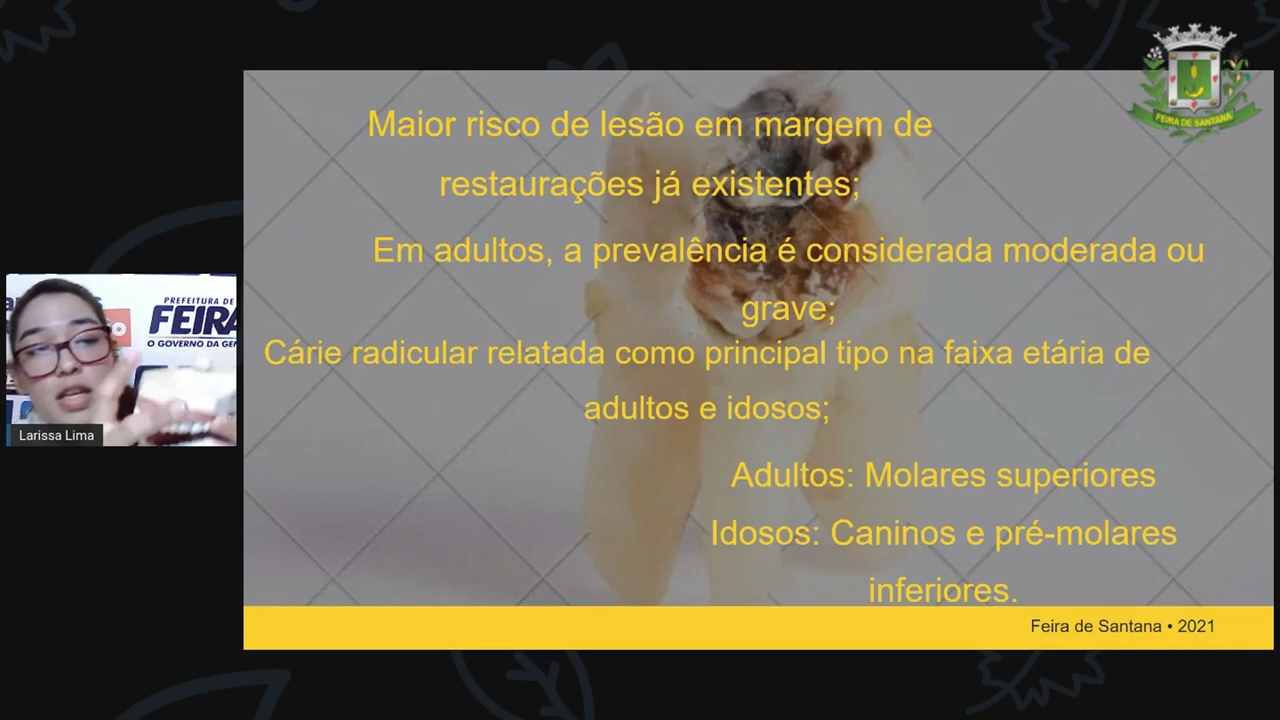 Maior risco de lesão em margem de
restaurações já existentes;
Em adultos, a prevalência é considerada moderada ou
grave;
Cárie radicular relatada como principal tipo na faixa etária de
adultos e idosos;
Adultos: Molares superiores
Idosos: Caninos e pré-molares
inferiores.
Feira de Santana • 2021
FEIRA DE SANTANA
PREFEITURA DE
FEIRA
O GOVERNO DA GEN
Larissa Lima